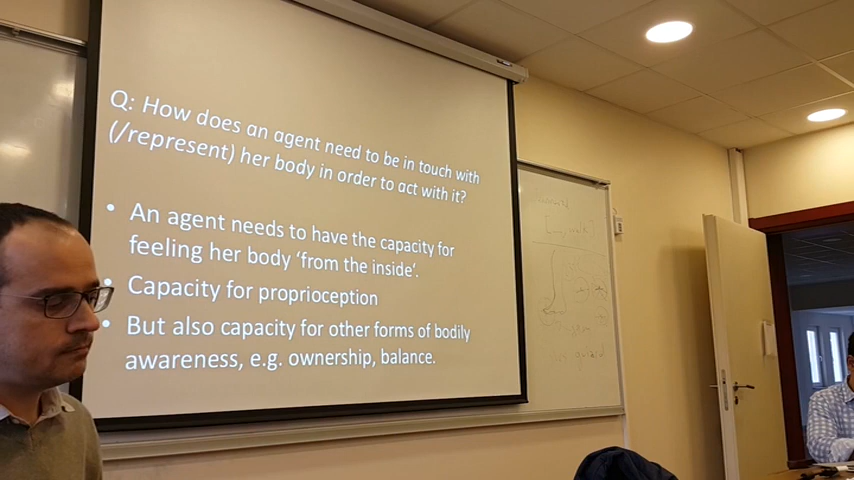 Q: How does an agent need to be in touch with
(/represent) her body in order to act with it?
• An agent needs to have the capacity for
feeling her body ‘from the inside‘.
• Capacity for proprioception
• But also capacity for other forms of bodily
awareness, e.g. ownership, balance.